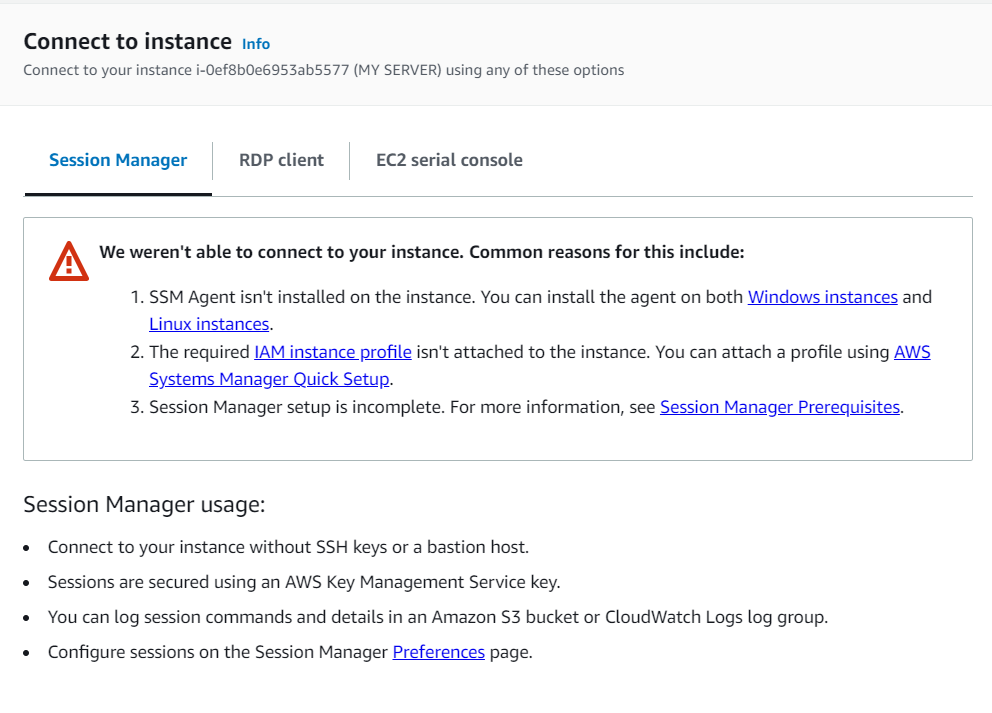 Connect to instance Info
Connect to your instance i-0ef8b0e6953ab5577 (MY SERVER) using any of these options
Session Manager
RDP client
EC2 serial console
We weren't able to connect to your instance. Common reasons for this include:
1. SSM Agent isn't installed on the instance. You can install the agent on both Windows instances and
Linux instances.
2. The required IAM instance profile isn't attached to the instance. You can attach a profile using AWS
Systems Manager Quick Setup.
3. Session Manager setup is incomplete. For more information, see Session Manager Prerequisites.
Session Manager usage:
• Connect to your instance without SSH keys or a bastion host.
• Sessions are secured using an AWS Key Management Service key.
• You can log session commands and details in an Amazon S3 bucket or CloudWatch Logs log group.
• Configure sessions on the Session Manager Preferences page.